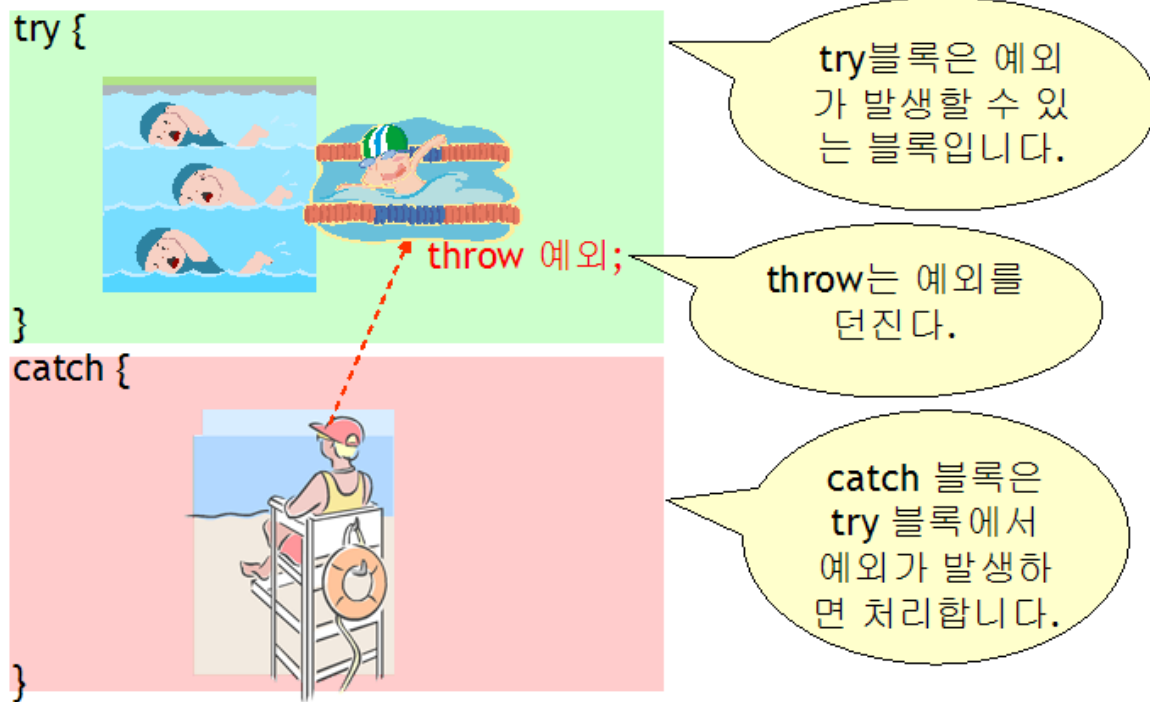 try {
try블록은 예외
가 발생할 수 있
는 블록입니다.
throw 예외;
throw는 예외를
던진다.
}
catch {
catch 블록은
try 블록에서
예외가 발생하
면 처리합니다.
}